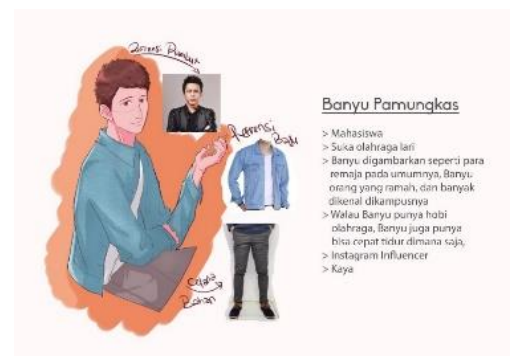 Referensi Rambut
Referensi
Baju
Celana
Bahan
Banyu Pamungkas
> Mahasiswa
> Suka olahraga lari
> Banyu digambarkan seperti para
remaja pada umumnya, Banyu
orang yang ramah, dan banyak
dikenal dikampusnya
> Walau Banyu punya hobi
olahraga, Banyu juga punya
bisa cepat tidur dimana saja,
> Instagram Influencer
> Kaya